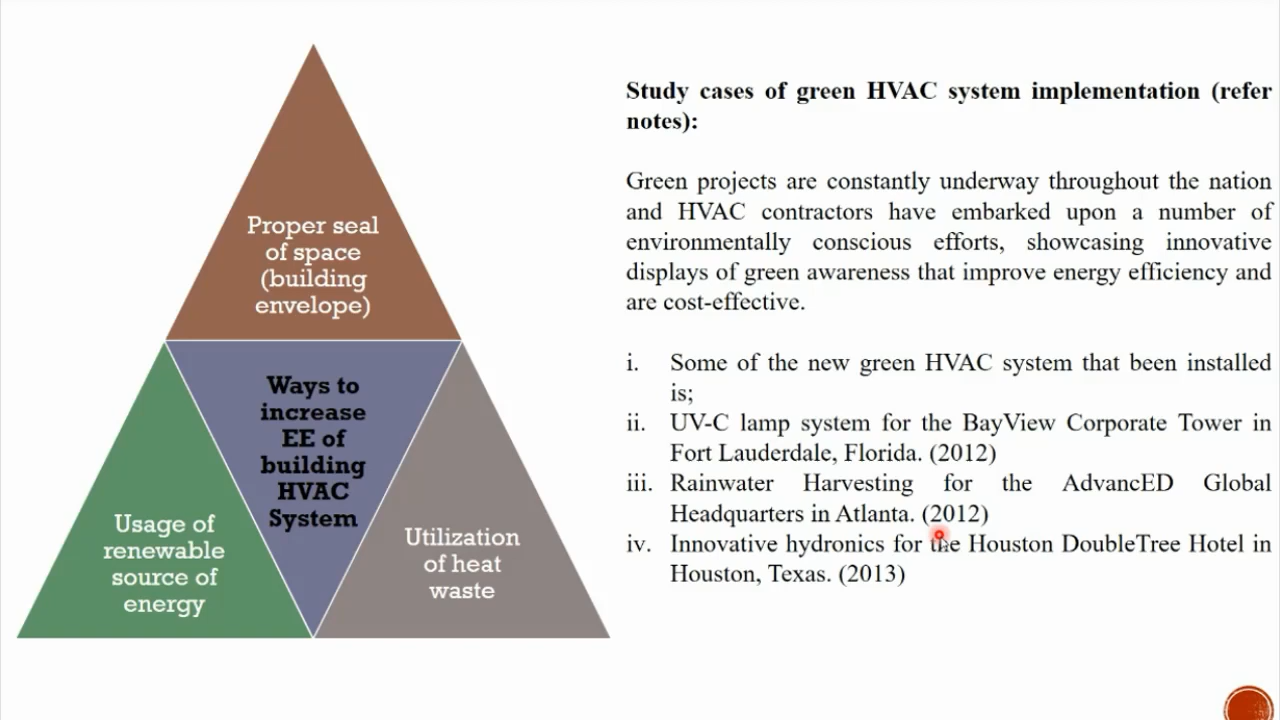 Proper seal
of space
(building
envelope)
Ways to
increase
EE of
building
HVAC
System
Usage of
renewable
source of
energy
Utilization
of heat
waste
Study cases of green HVAC system implementation (refer
notes):
Green projects are constantly underway throughout the nation
and HVAC contractors have embarked upon a number of
environmentally conscious efforts, showcasing innovative
displays of green awareness that improve energy efficiency and
are cost-effective.
i. Some of the new green HVAC system that been installed
is;
ii. UV-C lamp system for the BayView Corporate Tower in
Fort Lauderdale, Florida. (2012)
iii. Rainwater Harvesting for the AdvancED Global
Headquarters in Atlanta. (2012)
iv. Innovative hydronics for the Houston DoubleTree Hotel in
Houston, Texas. (2013)